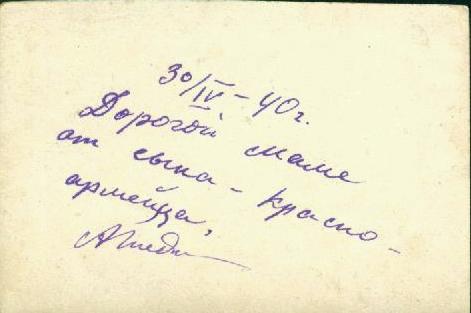 30/IV-40г.
Дорогой маме
от сына-красно-
армейца,